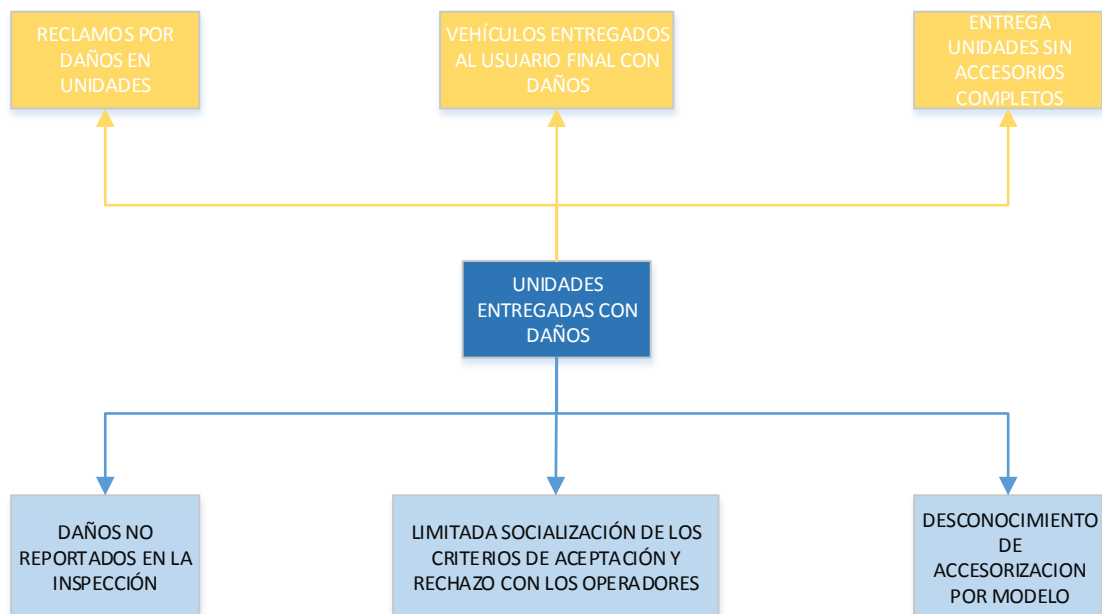 RECLAMOS POR
DAÑOS EN
UNIDADES
VEHÍCULOS ENTREGADOS
AL USUARIO FINAL CON
DAÑOS
ENTREGA
UNIDADES SIN
ACCESORIOS
COMPLETOS
UNIDADES
ENTREGADAS CON
DAÑOS
DAÑOS NO
REPORTADOS EN LA
INSPECCIÓN
LIMITADA SOCIALIZACIÓN DE LOS
CRITERIOS DE ACEPTACIÓN Y
RECHAZO CON LOS OPERADORES
DESCONOCIMIENTO
DE
ACCESORIZACION
POR MODELO